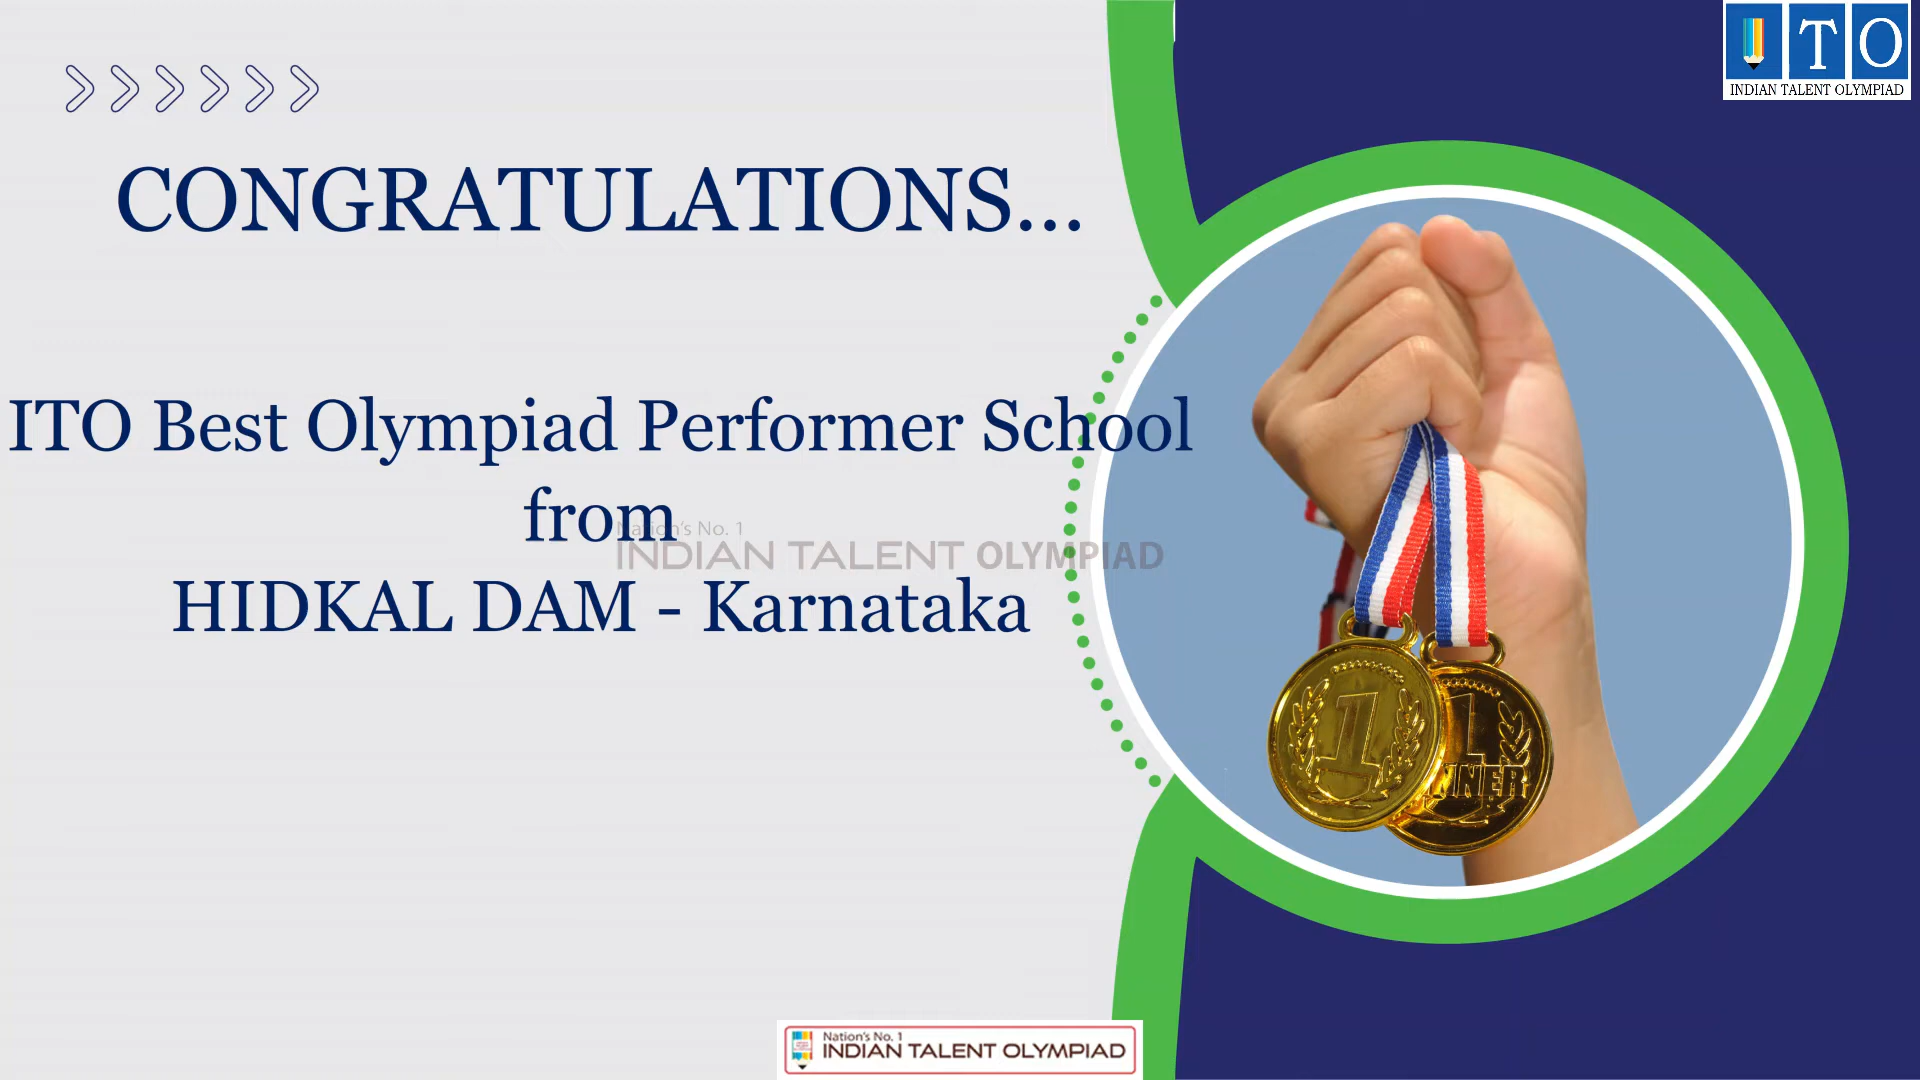 ITO
INDIAN TALENT OLYMPIAD
CONGRATULATIONS...
ITO Best Olympiad Performer School
from
Nation's No. 1
INDIAN TALENT OLYMPIAD
HIDKAL DAM - Karnataka
1
1
Nation's No. 1
INDIAN TALENT OLYMPIAD